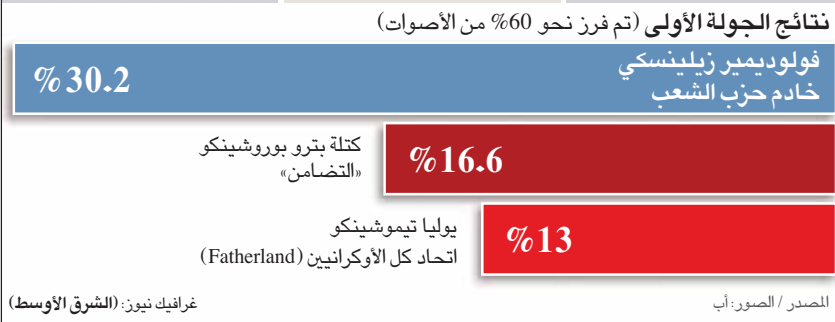 نتائج الجولة الأولى (تم فرز نحو 60% من الأصوات)
فولوديمير زيلينسكي
خادم حزب الشعب
%30.2
%16.6
كتلة بترو بوروشينكو
«التضامن»
%13
يوليا تيموشينكو
اتحاد كل الأوكرانيين (Fatherland)
المصدر / الصور: أب
غرافيك نيوز: (الشرق الأوسط)